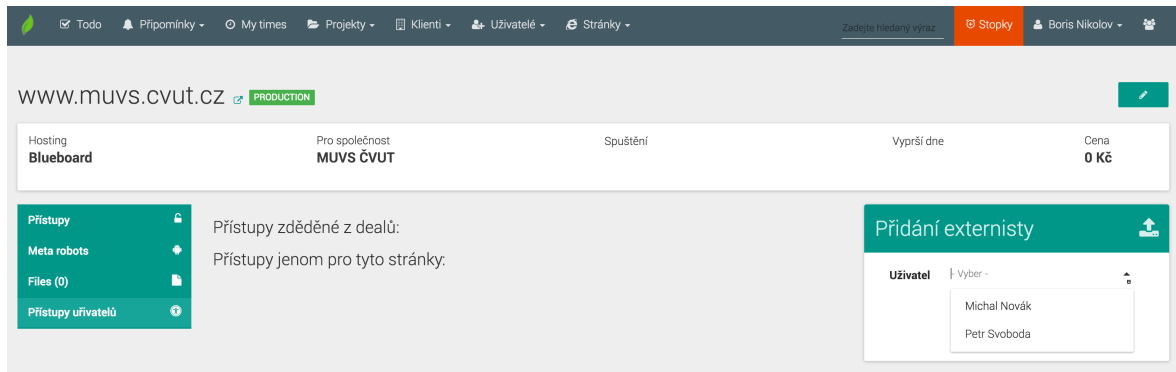 Todo Připomínky My times Projekty Klienti Uživatelé Stránky Zadejte hledaný výraz Stopky Boris Nikolov
www.muvs.cvut.cz PRODUCTION
Hosting Pro společnost Spuštění Vyprší dne Cena
Blueboard MUVS ČVUT 0 Kč
Přístupy
Meta robots
Files (0)
Přístupy uřivatelů
Přístupy zděděné z dealů:
Přístupy jenom pro tyto stránky:
Přidání externisty
Uživatel - Vyber -
Michal Novák
Petr Svoboda